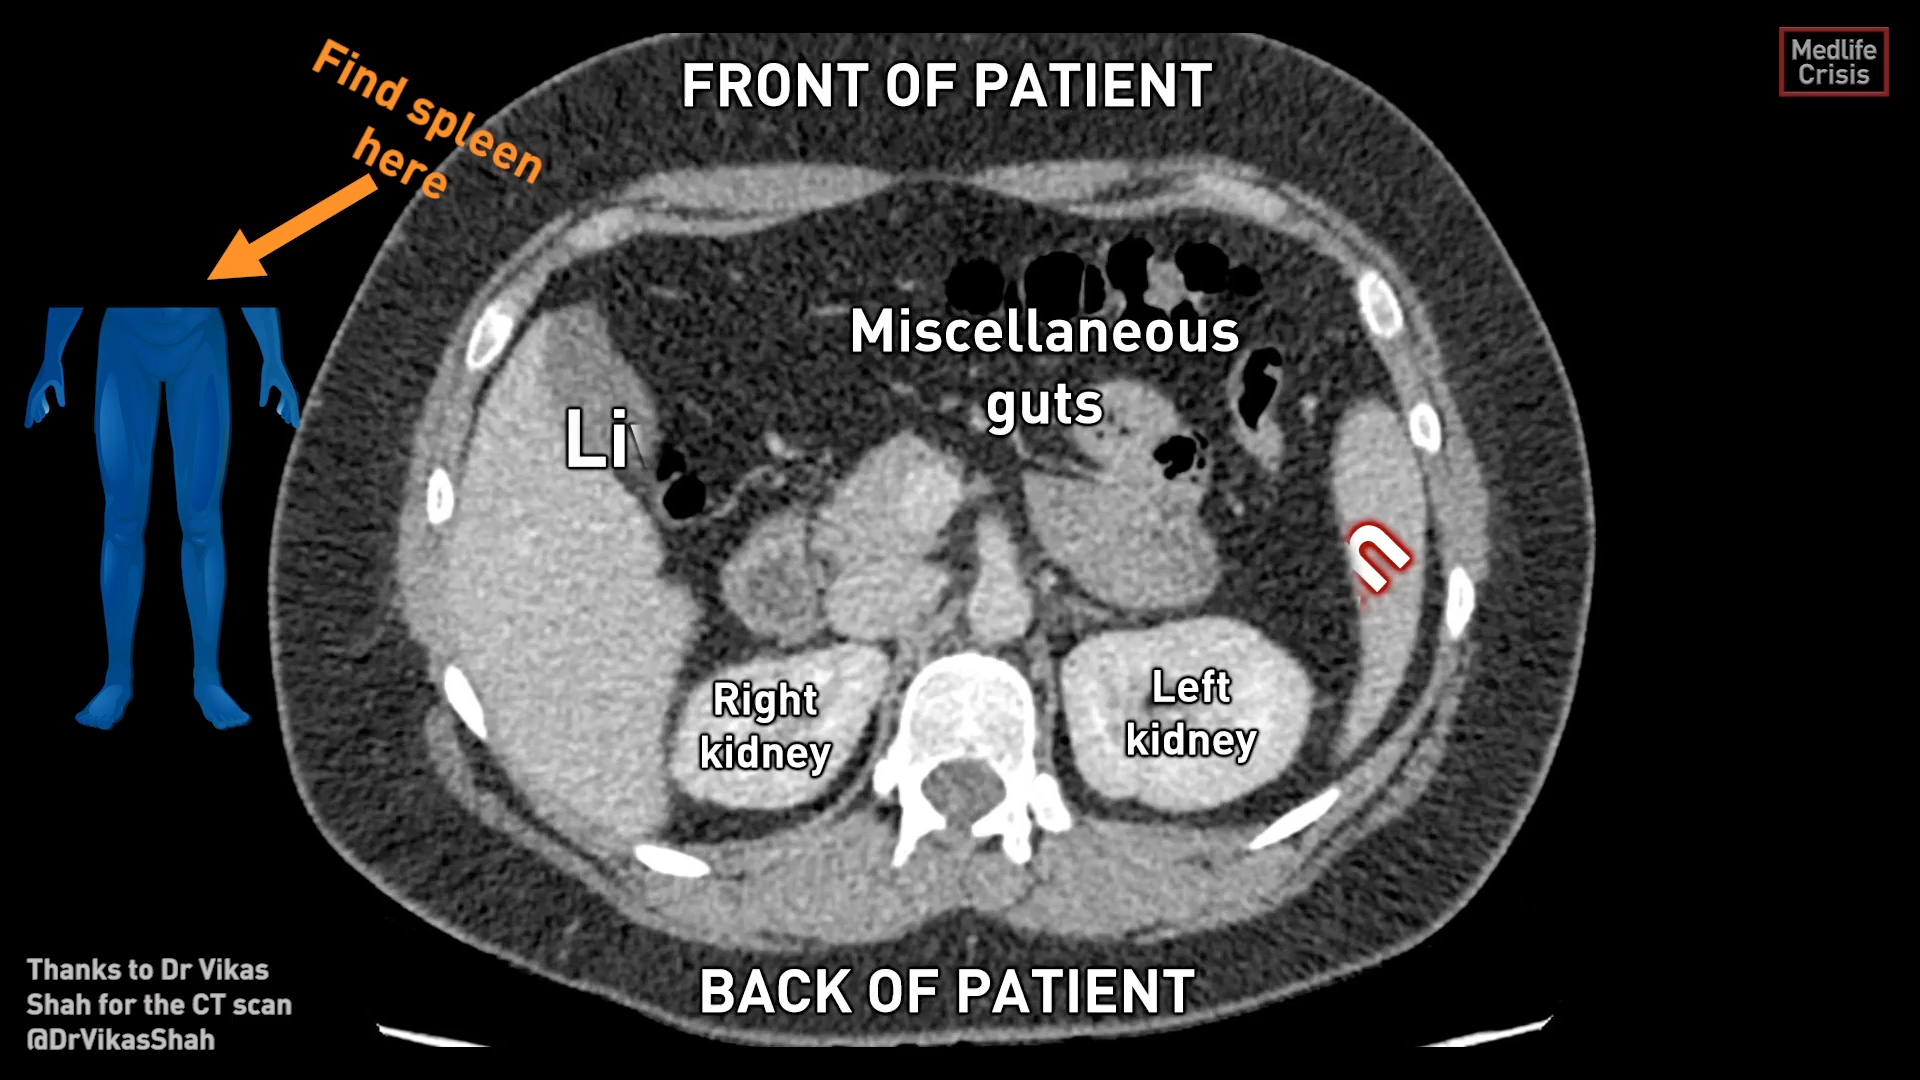 FRONT OF PATIENT
Medlife
Crisis
Find spleen
here
Miscellaneous
guts
Li
n
Right
kidney
Left
kidney
Thanks to Dr Vikas
Shah for the CT scan
@DrVikasShah
BACK OF PATIENT